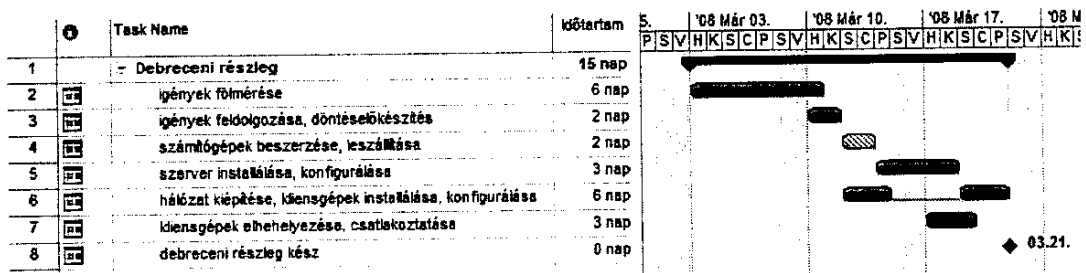 Task Name Időtartam 5. '08 Már 03. '08 Már 10. '08 Már 17. '08 M
P S V H K S C P S V H K S C P S V H K S C P S V H K S
1 - Debreceni részleg 15 nap
2 igények fölmérése 6 nap
3 igények feldolgozása, döntéselőkészítés 2 nap
4 számítógépek beszerzése, leszállítása 2 nap
5 szerver installálása, konfigurálása 3 nap
6 hálózat kiépítése, kliensgépek installálása, konfigurálása 6 nap
7 kliensgépek elhehelyezése, csatlakoztatása 3 nap
8 debreceni részleg kész 0 nap 03.21.